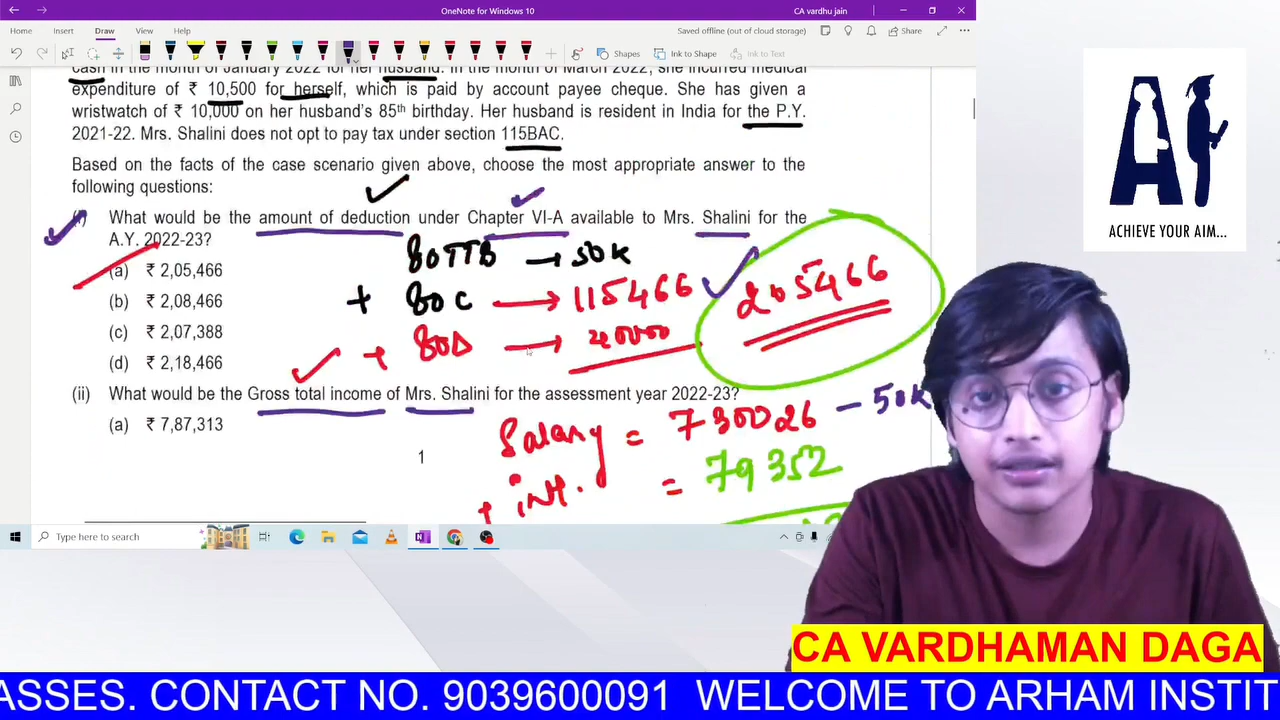 OneNote for Windows 10
CA vardhu jain
Home Insert Draw View Help
Saved offline (out of cloud storage)
Share
Shapes Ink to Shape Ink to Text
cash in the month of January 2022 for her husband. In the month of March 2022, she incurred medical
expenditure of ₹ 10,500 for herself, which is paid by account payee cheque. She has given a
wristwatch of ₹ 10,000 on her husband's 85th birthday. Her husband is resident in India for the P.Y.
2021-22. Mrs. Shalini does not opt to pay tax under section 115BAC.
Based on the facts of the case scenario given above, choose the most appropriate answer to the
following questions:
(i) What would be the amount of deduction under Chapter VI-A available to Mrs. Shalini for the
A.Y. 2022-23?
80TTB → 50K
(a) ₹ 2,05,466
+ 80C → 115466
205466
(b) ₹ 2,08,466
(c) ₹ 2,07,388
+ 80D → 40000
(d) ₹ 2,18,466
(ii) What would be the Gross total income of Mrs. Shalini for the assessment year 2022-23?
Salary = 730026 - 50K
(a) ₹ 7,87,313
+ int. = 79352
1
Type here to search
A
ACHIEVE YOUR AIM...
CA VARDHAMAN DAGA
ASSES. CONTACT NO. 9039600091 WELCOME TO ARHAM INSTIT